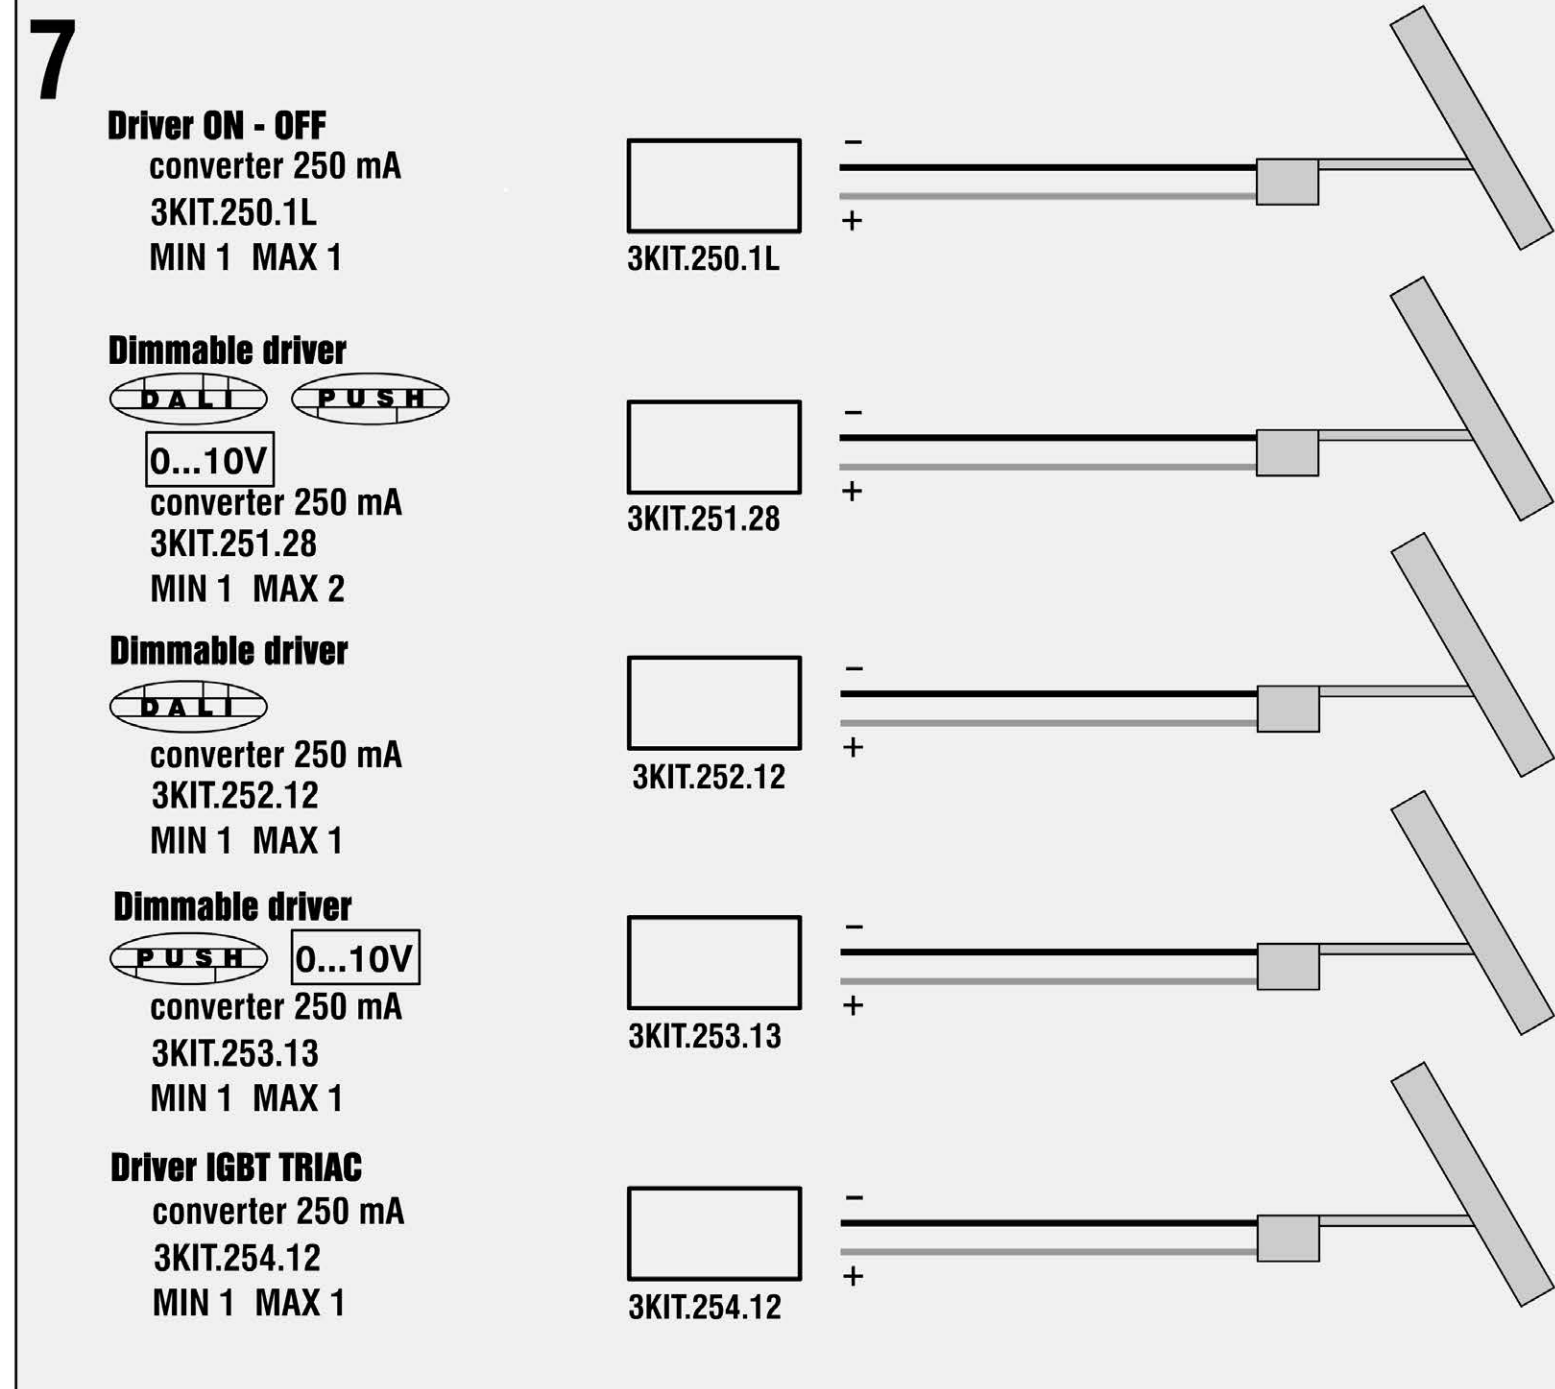 7
Driver ON - OFF
converter 250 mA
3KIT.250.1L
MIN 1 MAX 1
–
+
3KIT.250.1L
Dimmable driver
DALI PUSH
0...10V
converter 250 mA
3KIT.251.28
MIN 1 MAX 2
–
+
3KIT.251.28
Dimmable driver
DALI
converter 250 mA
3KIT.252.12
MIN 1 MAX 1
–
+
3KIT.252.12
Dimmable driver
PUSH 0...10V
converter 250 mA
3KIT.253.13
MIN 1 MAX 1
–
+
3KIT.253.13
Driver IGBT TRIAC
converter 250 mA
3KIT.254.12
MIN 1 MAX 1
–
+
3KIT.254.12